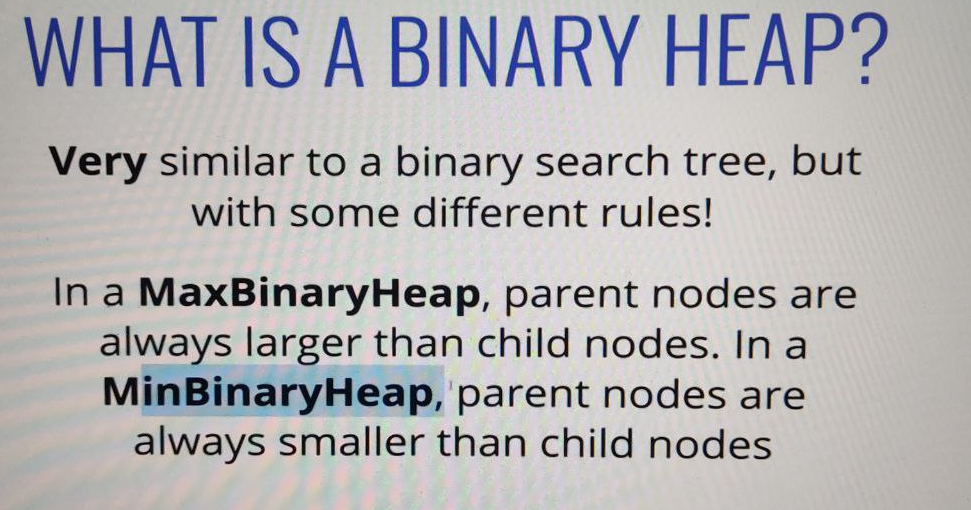 WHAT IS A BINARY HEAP?
Very similar to a binary search tree, but
with some different rules!
In a MaxBinaryHeap, parent nodes are
always larger than child nodes. In a
MinBinaryHeap, parent nodes are
always smaller than child nodes